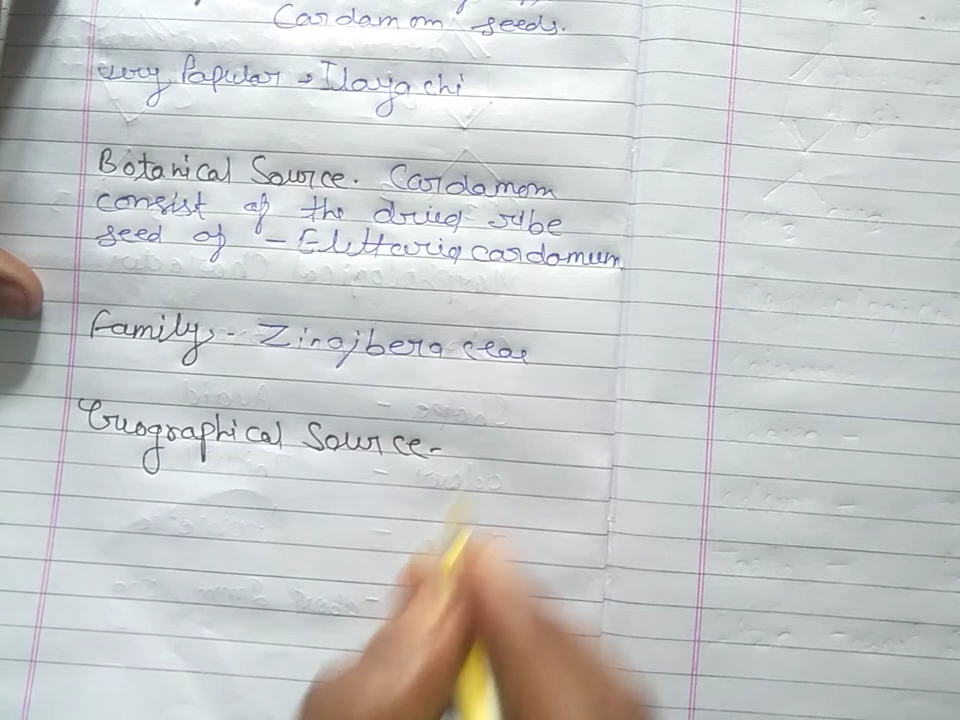 Cardamom seeds.
very Popular → Ilayachi
Botanical Source. Cardamom
consist of the dried ribe
seed of - Elettaria cardamum
Family - Zingiberaceae
Geographical Source-